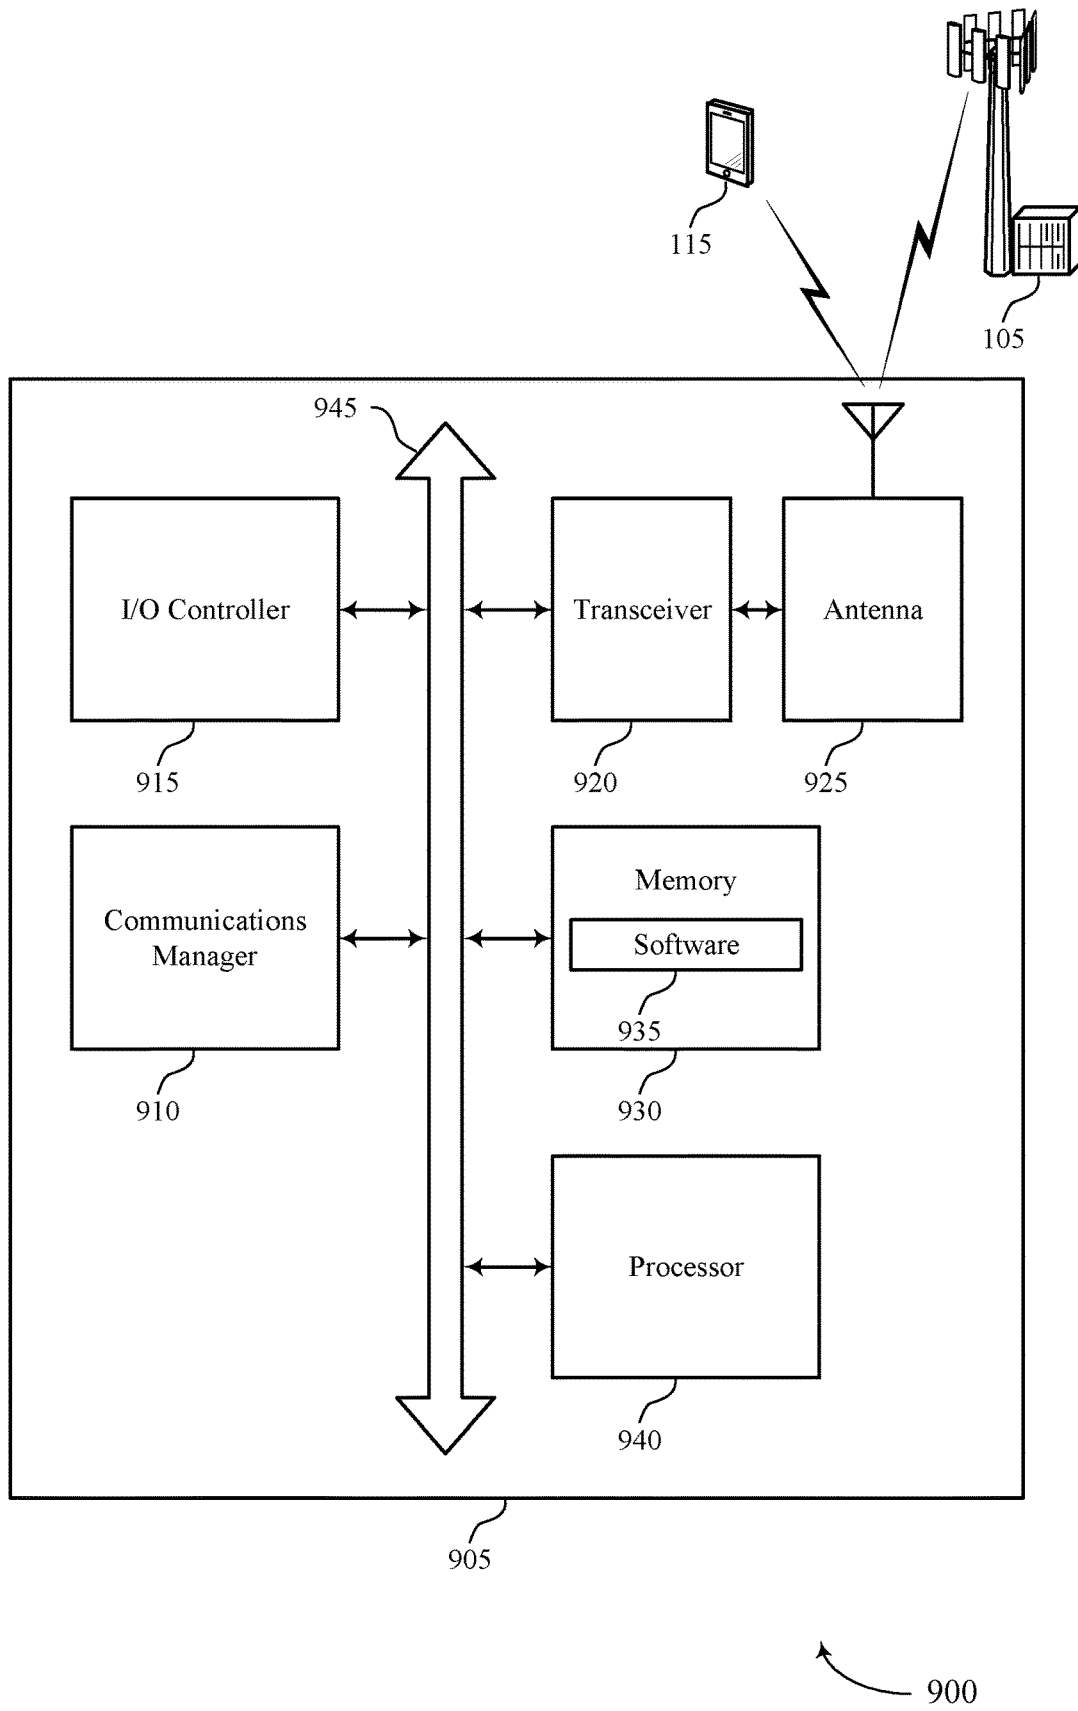 115
105
945
I/O Controller
Transceiver
Antenna
915
920
925
Communications
Manager
Memory
Software
935
910
930
Processor
940
905
900